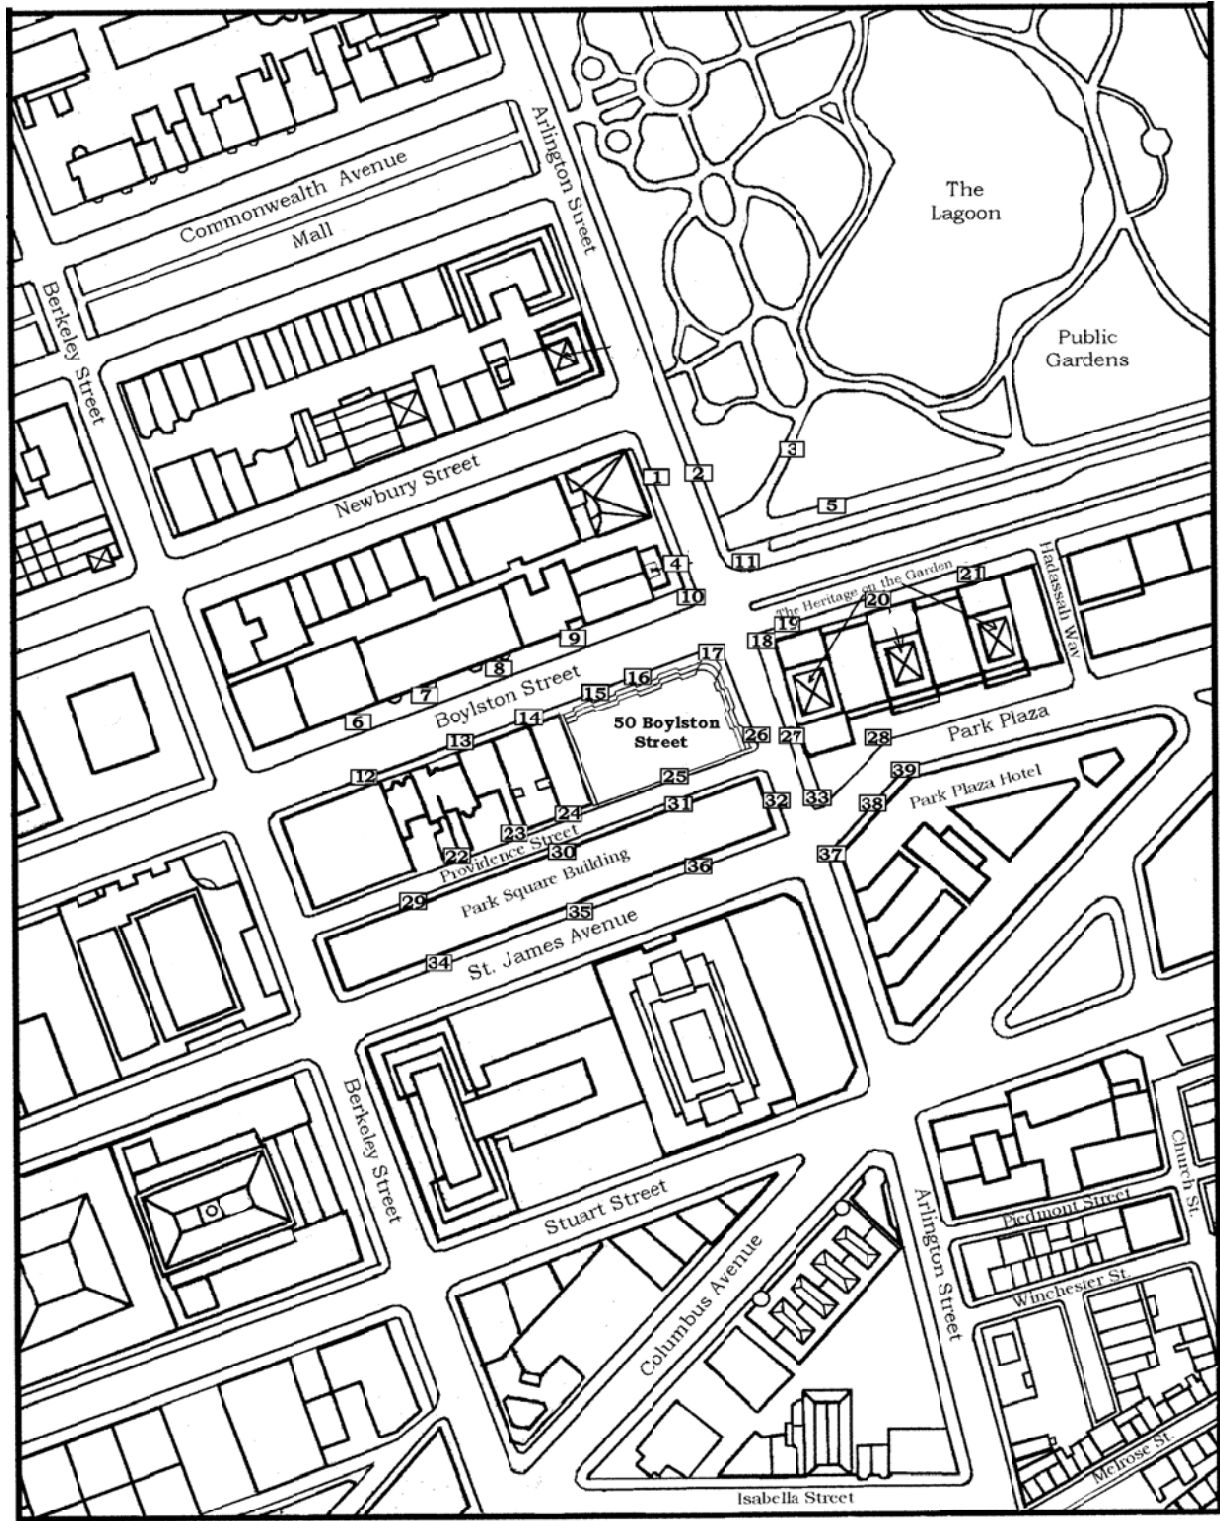 Arlington Street
Commonwealth Avenue
Mall
The
Lagoon
Berkeley Street
Public
Gardens
Newbury Street
1
2
3
5
4
11
10
Hadassah Way
The Heritage on the Garden
21
20
19
18
9
8
7
6
Boylston Street
17
16
15
14
13
12
50 Boylston
Street
26
27
28
Park Plaza
25
24
23
22
Providence Street
31
32
33
39
38
37
Park Plaza Hotel
30
29
Park Square Building
36
35
34
St. James Avenue
Berkeley Street
Stuart Street
Columbus Avenue
Arlington Street
Church St.
Piedmont Street
Winchester St.
Melrose St.
Isabella Street